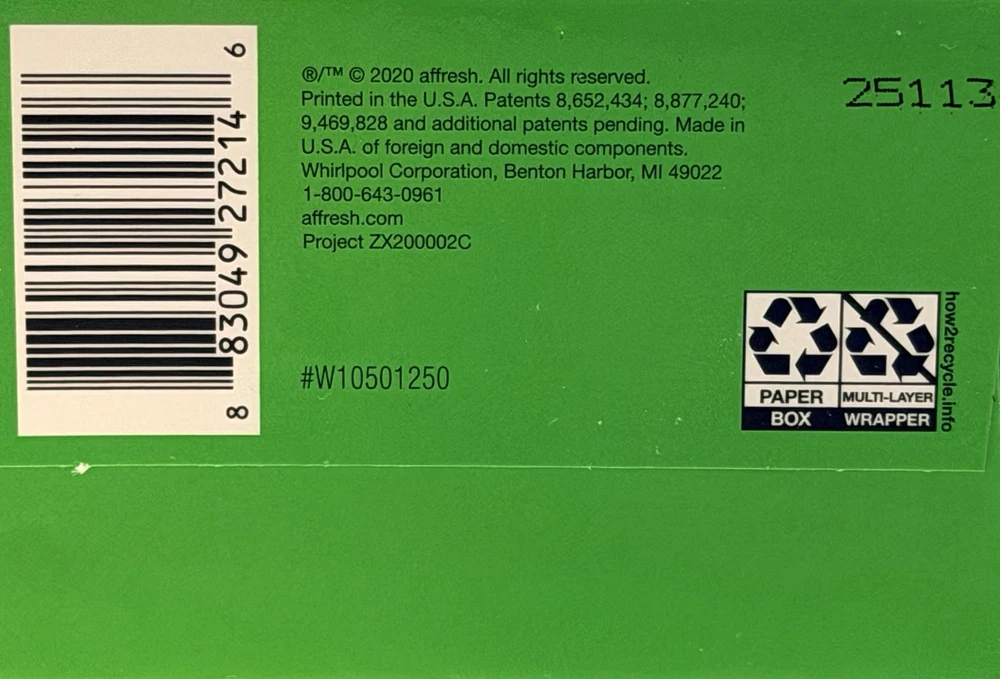 ®/™ © 2020 affresh. All rights reserved.
Printed in the U.S.A. Patents 8,652,434; 8,877,240;
9,469,828 and additional patents pending. Made in
U.S.A. of foreign and domestic components.
Whirlpool Corporation, Benton Harbor, MI 49022
1-800-643-0961
affresh.com
Project ZX200002C
25113
8 83049 27214 6
#W10501250
PAPER
BOX
MULTI-LAYER
WRAPPER
how2recycle.info